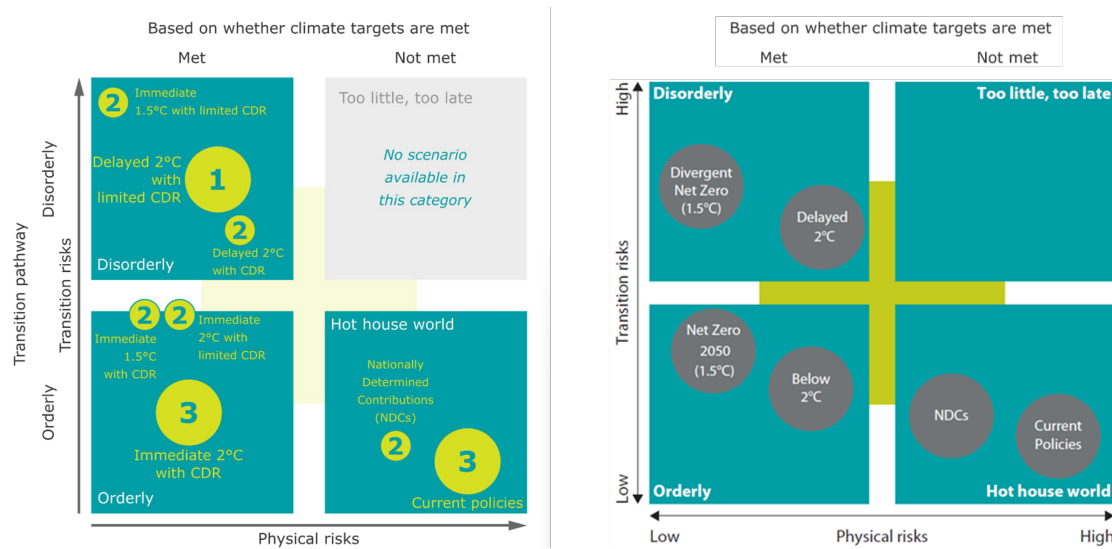 Based on whether climate targets are met
Met
Not met
Transition pathway
Transition risks
Disorderly
Orderly
2
Immediate
1.5°C with limited CDR
Delayed 2°C
with
limited CDR
1
2
Delayed 2°C
with CDR
Disorderly
Too little, too late
No scenario
available in
this category
2
2
Immediate
1.5°C
with CDR
Immediate
2°C with
limited CDR
3
Immediate 2°C
with CDR
Orderly
Hot house world
Nationally
Determined
Contributions
(NDCs)
2
3
Current policies
Physical risks
Based on whether climate targets are met
Met
Not met
High
Transition risks
Low
Disorderly
Divergent
Net Zero
(1.5°C)
Delayed
2°C
Too little, too late
Net Zero
2050
(1.5°C)
Below
2°C
Orderly
NDCs
Current
Policies
Hot house world
Low
Physical risks
High